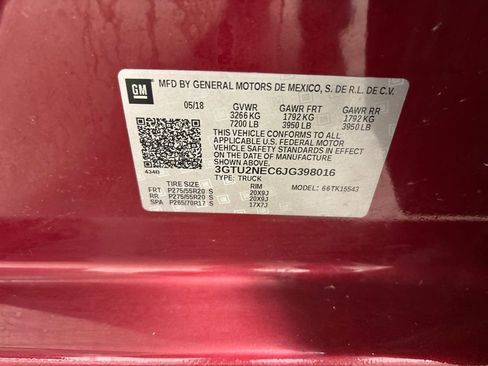 GM
MFD BY GENERAL MOTORS DE MEXICO, S. DE R.L. DE C.V.
05/18 GVWR GAWR FRT GAWR RR
3266 KG 1792 KG 1792 KG
7200 LB 3950 LB 3950 LB
THIS VEHICLE CONFORMS TO ALL APPLICABLE
U.S. FEDERAL MOTOR VEHICLE SAFETY
STANDARDS IN EFFECT ON THE DATE OF
MANUFACTURE SHOWN ABOVE.
3GTU2NEC6JG398016
434B TYPE: TRUCK
TIRE SIZE RIM MODEL: 66TK15543
FRT P275/55R20 S 20X9J
RR P275/55R20 S 20X9J
SPA P265/70R17 S 17X7J